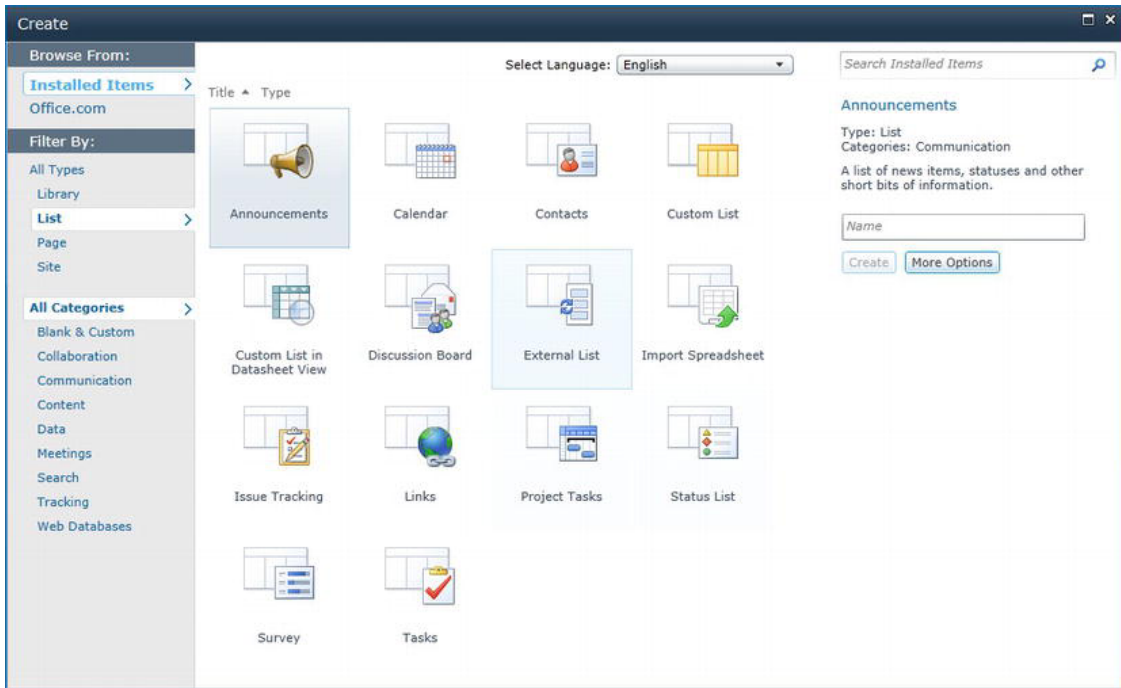 Create
Browse From:
Installed Items
Office.com
Filter By:
All Types
Library
List
Page
Site
All Categories
Blank & Custom
Collaboration
Communication
Content
Data
Meetings
Search
Tracking
Web Databases
Select Language: English
Title Type
Announcements
Calendar
Contacts
Custom List
Custom List in
Datasheet View
Discussion Board
External List
Import Spreadsheet
Issue Tracking
Links
Project Tasks
Status List
Survey
Tasks
Search Installed Items
Announcements
Type: List
Categories: Communication
A list of news items, statuses and other
short bits of information.
Name
Create
More Options